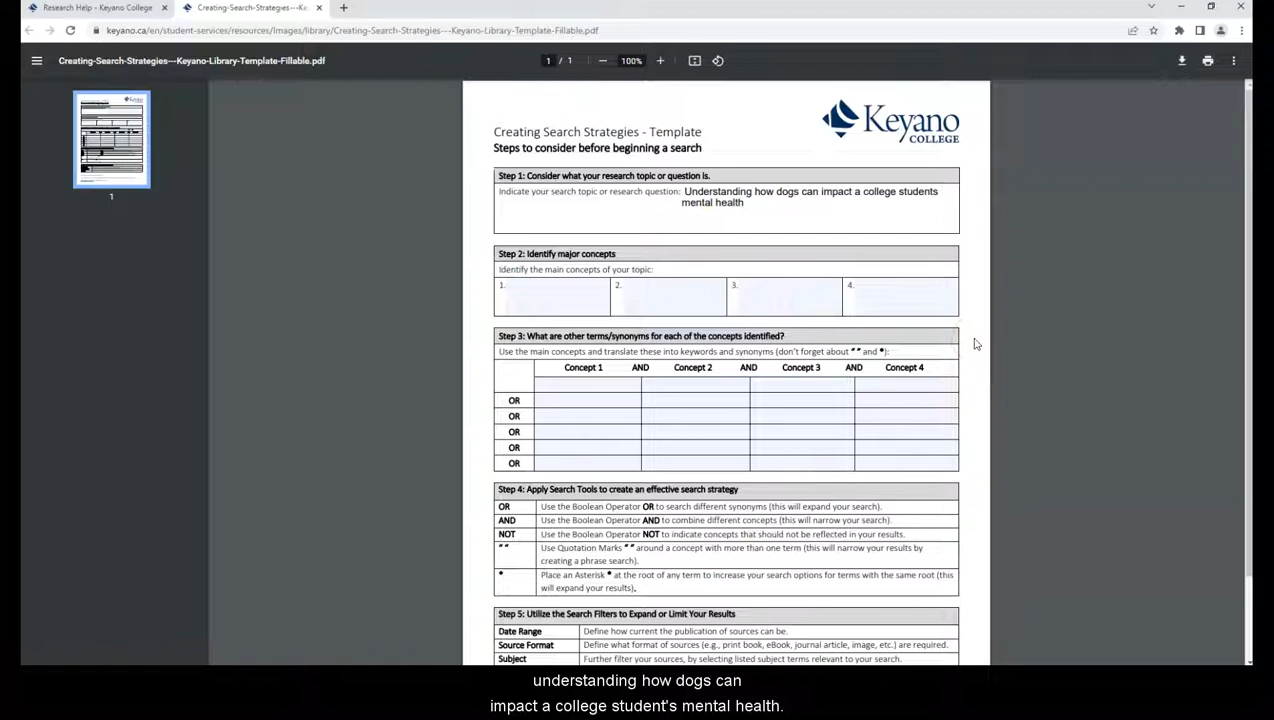 Research Help - Keyano College
Creating-Search-Strategies---Ke
keyano.ca/en/student-services/resources/Images/library/Creating-Search-Strategies---Keyano-Library-Template-Fillable.pdf
Creating-Search-Strategies---Keyano-Library-Template-Fillable.pdf
1 / 1
100%
1
Keyano
COLLEGE
Creating Search Strategies - Template
Steps to consider before beginning a search
Step 1: Consider what your research topic or question is.
Indicate your search topic or research question: Understanding how dogs can impact a college students
mental health
Step 2: Identify major concepts
Identify the main concepts of your topic:
1. 2. 3. 4.
Step 3: What are other terms/synonyms for each of the concepts identified?
Use the main concepts and translate these into keywords and synonyms (don't forget about " " and *):
Concept 1 AND Concept 2 AND Concept 3 AND Concept 4
OR
OR
OR
OR
OR
Step 4: Apply Search Tools to create an effective search strategy
OR Use the Boolean Operator OR to search different synonyms (this will expand your search).
AND Use the Boolean Operator AND to combine different concepts (this will narrow your search).
NOT Use the Boolean Operator NOT to indicate concepts that should not be reflected in your results.
" " Use Quotation Marks " " around a concept with more than one term (this will narrow your results by
creating a phrase search).
* Place an Asterisk * at the root of any term to increase your search options for terms with the same root (this
will expand your results).
Step 5: Utilize the Search Filters to Expand or Limit Your Results
Date Range Define how current the publication of sources can be.
Source Format Define what format of sources (e.g., print book, eBook, journal article, image, etc.) are required.
Subject Further filter your sources, by selecting listed subject terms relevant to your search.
understanding how dogs can
impact a college student's mental health.